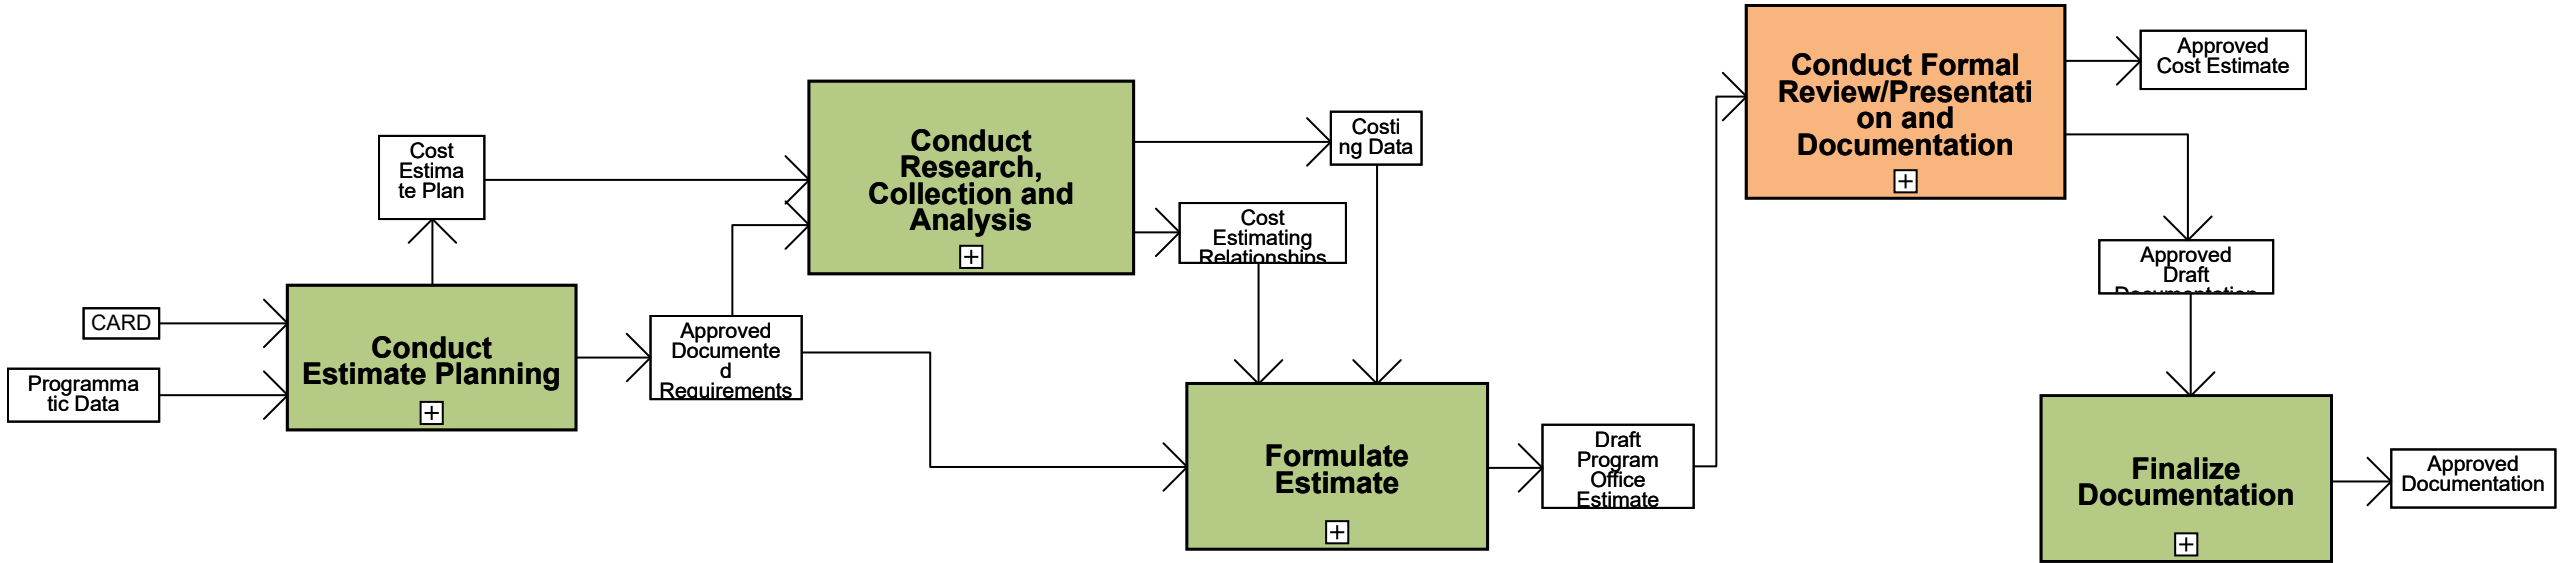 CARD
Programma
tic Data
Conduct
Estimate Planning
Cost
Estima
te Plan
Approved
Documente
d
Requirements
Conduct
Research,
Collection and
Analysis
Costi
ng Data
Cost
Estimating
Relationships
Formulate
Estimate
Draft
Program
Office
Estimate
Conduct Formal
Review/Presentati
on and
Documentation
Approved
Cost Estimate
Approved
Draft
Documentation
Finalize
Documentation
Approved
Documentation